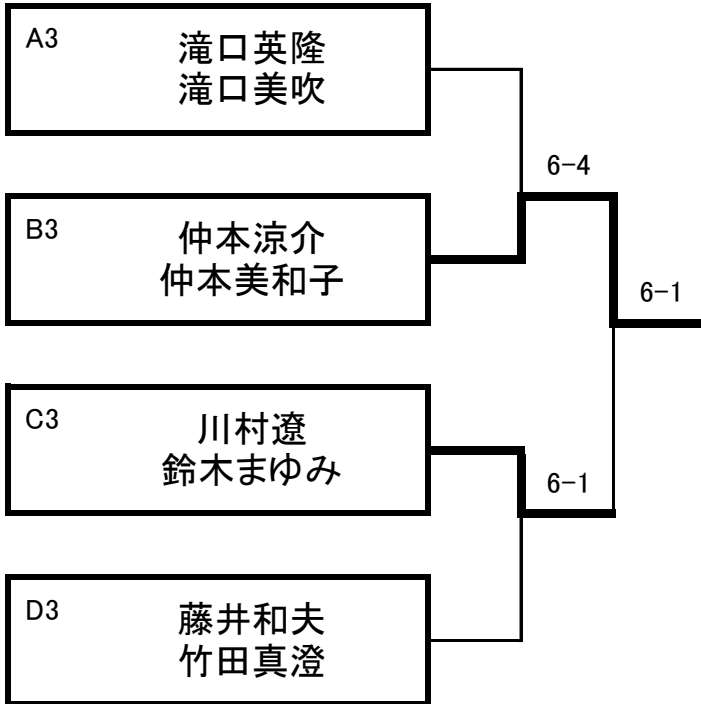 A3
滝口英隆
滝口美吹
6-4
B3
仲本涼介
仲本美和子
6-1
C3
川村遼
鈴木まゆみ
6-1
D3
藤井和夫
竹田真澄